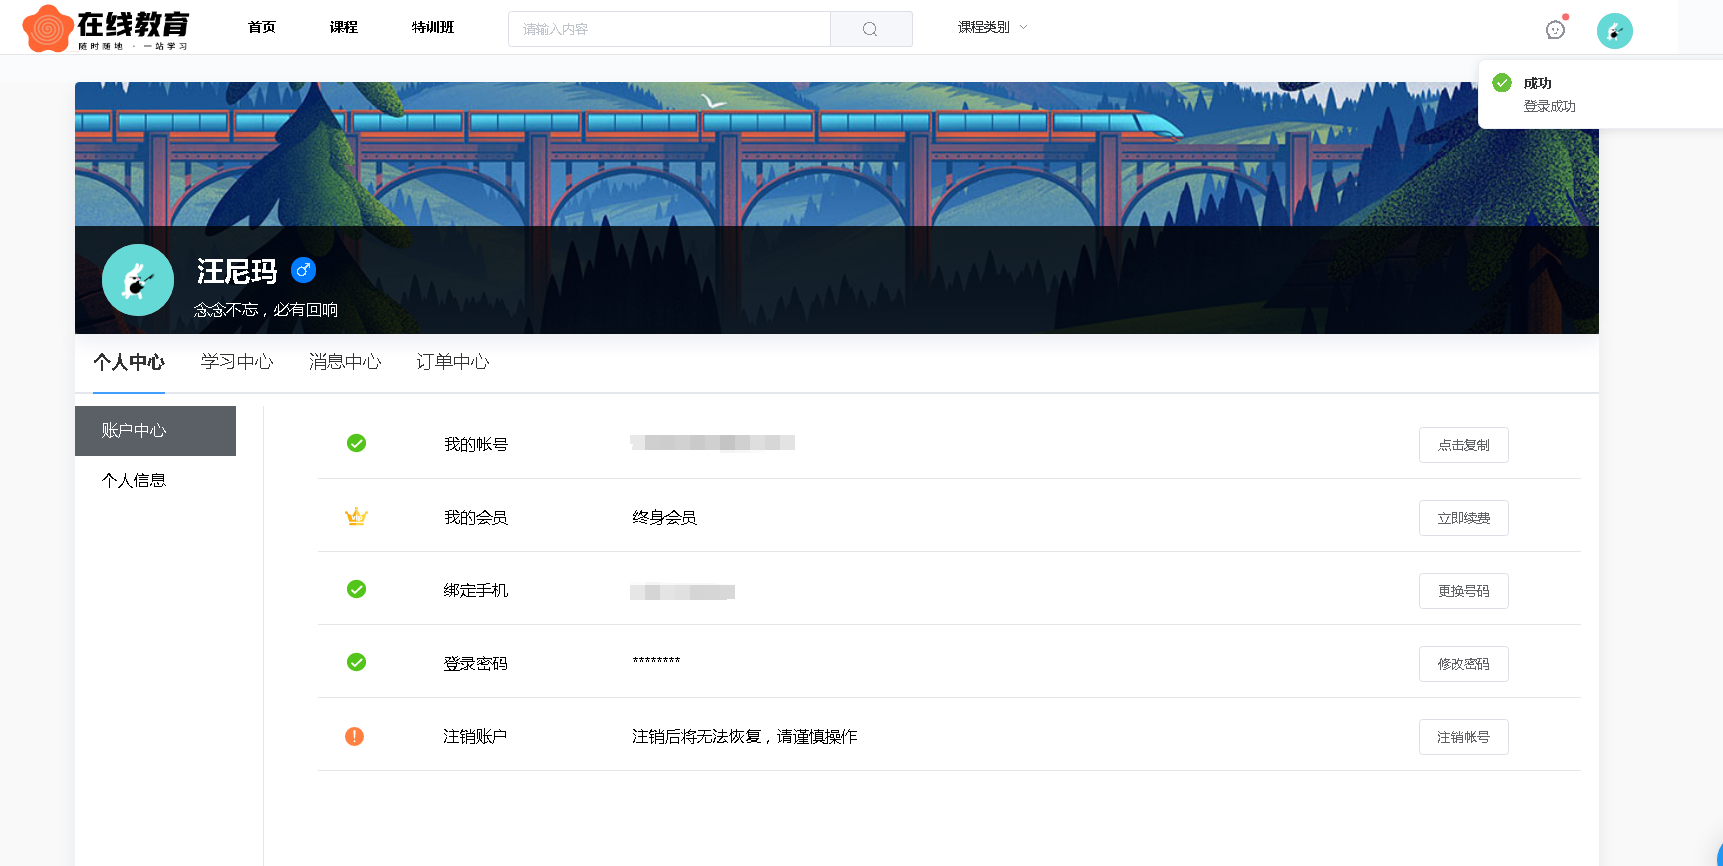 在线教育
随时随地 · 一站学习
首页
课程
特训班
请输入内容
课程类别
成功
登录成功
汪尼玛
念念不忘，必有回响
个人中心
学习中心
消息中心
订单中心
账户中心
个人信息
我的帐号
点击复制
我的会员
终身会员
立即续费
绑定手机
更换号码
登录密码
********
修改密码
注销账户
注销后将无法恢复，请谨慎操作
注销帐号